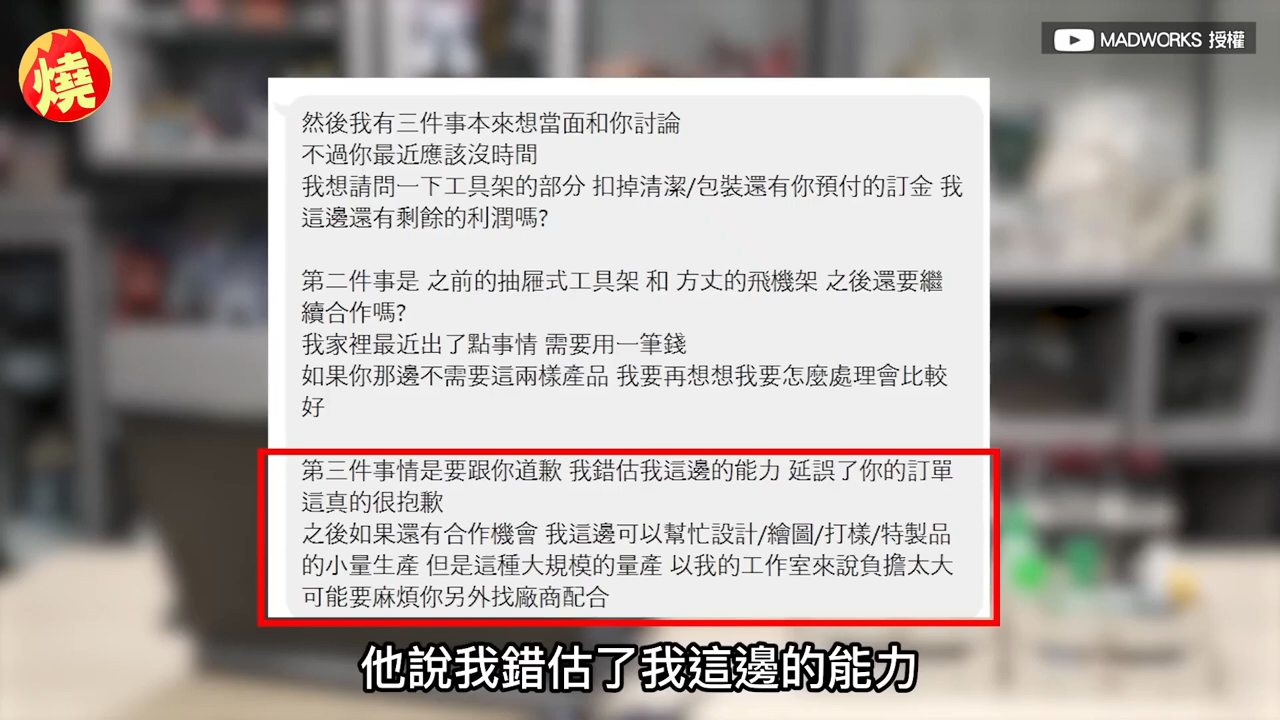 燒
MADWORKS 授權
然後我有三件事本來想當面和你討論
不過你最近應該沒時間
我想請問一下工具架的部分 扣掉清潔/包裝還有你預付的訂金 我
這邊還有剩餘的利潤嗎?
第二件事是 之前的抽屜式工具架 和 方丈的飛機架 之後還要繼
續合作嗎?
我家裡最近出了點事情 需要用一筆錢
如果你那邊不需要這兩樣產品 我要再想想我要怎麼處理會比較
好
第三件事情是要跟你道歉 我錯估我這邊的能力 延誤了你的訂單
這真的很抱歉
之後如果還有合作機會 我這邊可以幫忙設計/繪圖/打樣/特製品
的小量生產 但是這種大規模的量產 以我的工作室來說負擔太大
可能要麻煩你另外找廠商配合
他說我錯估了我這邊的能力